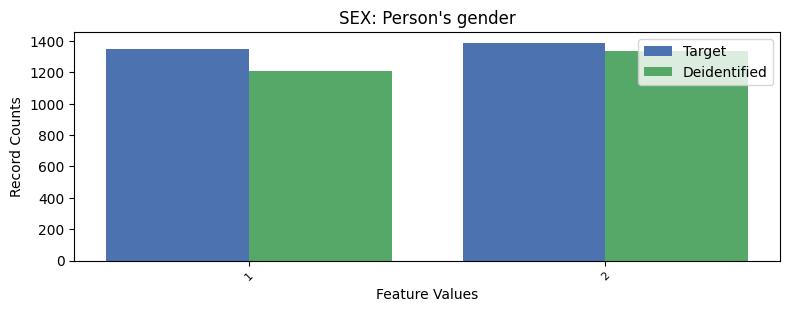 SEX: Person's gender
Target
Deidentified
Record Counts
1400
1200
1000
800
600
400
200
0
1
2
Feature Values